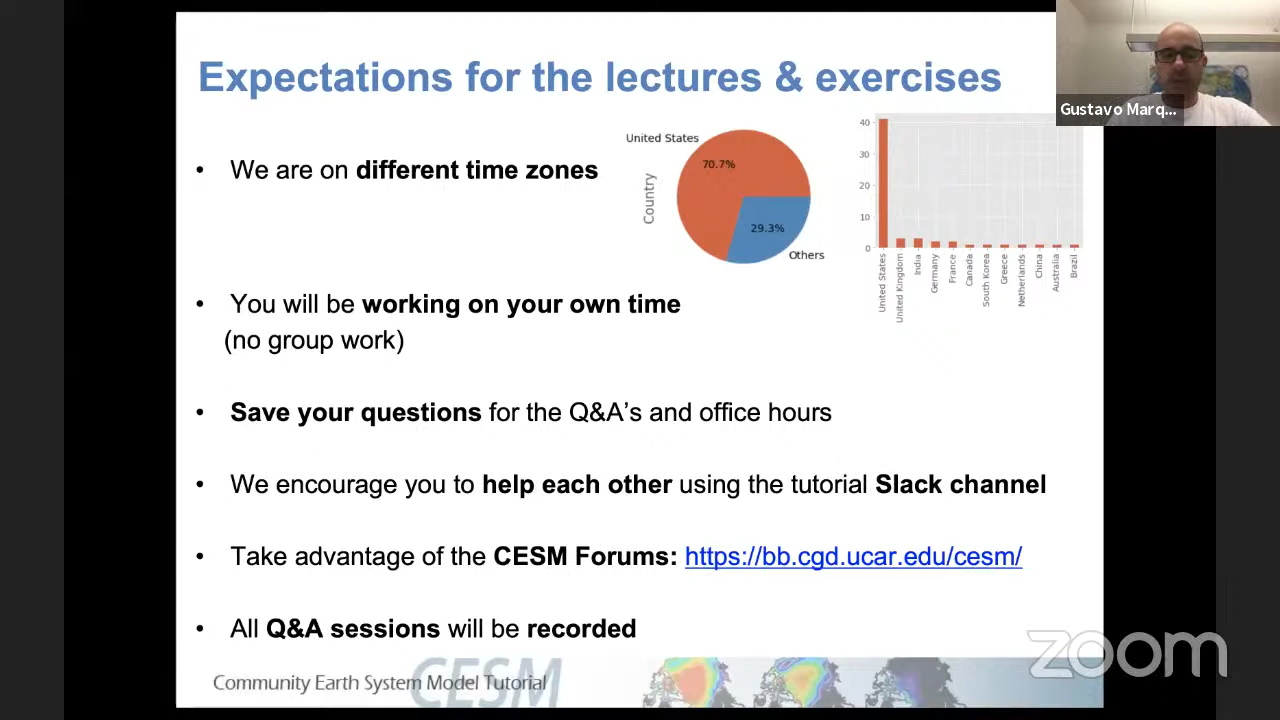 Expectations for the lectures & exercises
Gustavo Marq...
• We are on different time zones
United States
70.7%
29.3%
Others
Country
40
30
20
10
0
United States
United Kingdom
India
Germany
France
Canada
South Korea
Greece
Netherlands
China
Australia
Brazil
• You will be working on your own time
(no group work)
• Save your questions for the Q&A’s and office hours
• We encourage you to help each other using the tutorial Slack channel
• Take advantage of the CESM Forums: https://bb.cgd.ucar.edu/cesm/
• All Q&A sessions will be recorded
zoom
CESM
Community Earth System Model Tutorial